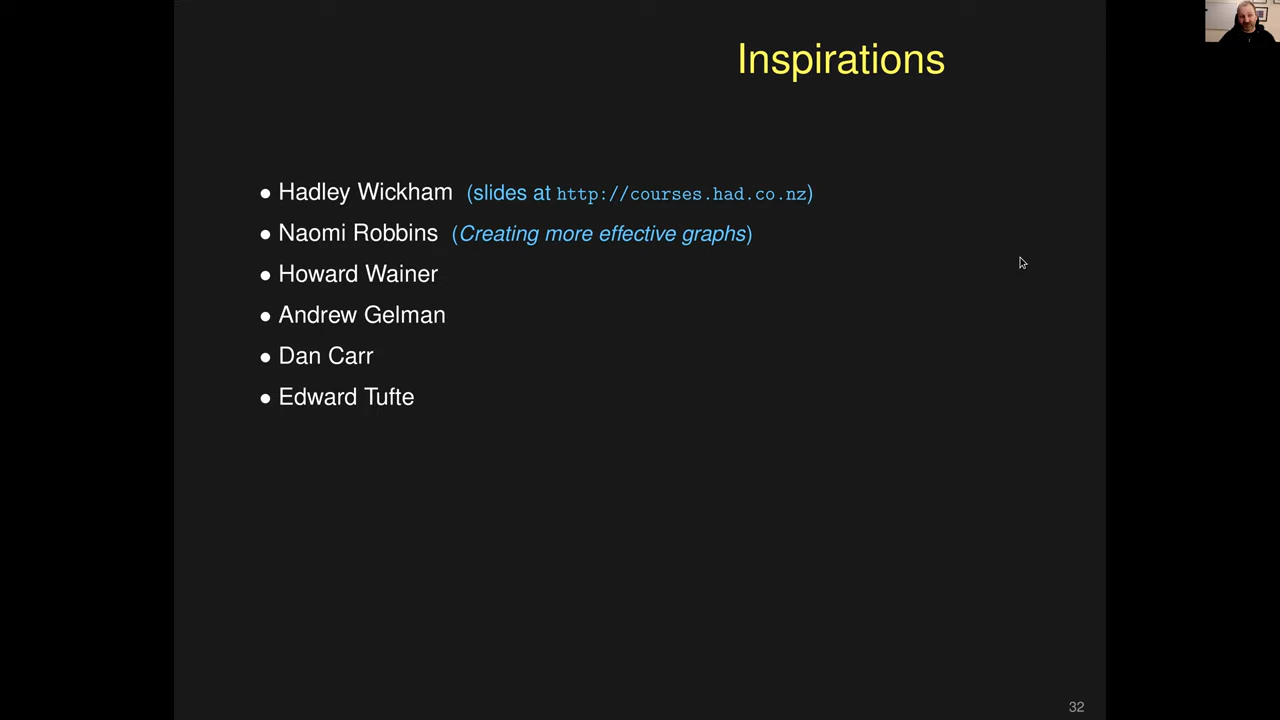 Inspirations
• Hadley Wickham (slides at http://courses.had.co.nz)
• Naomi Robbins (Creating more effective graphs)
• Howard Wainer
• Andrew Gelman
• Dan Carr
• Edward Tufte
32